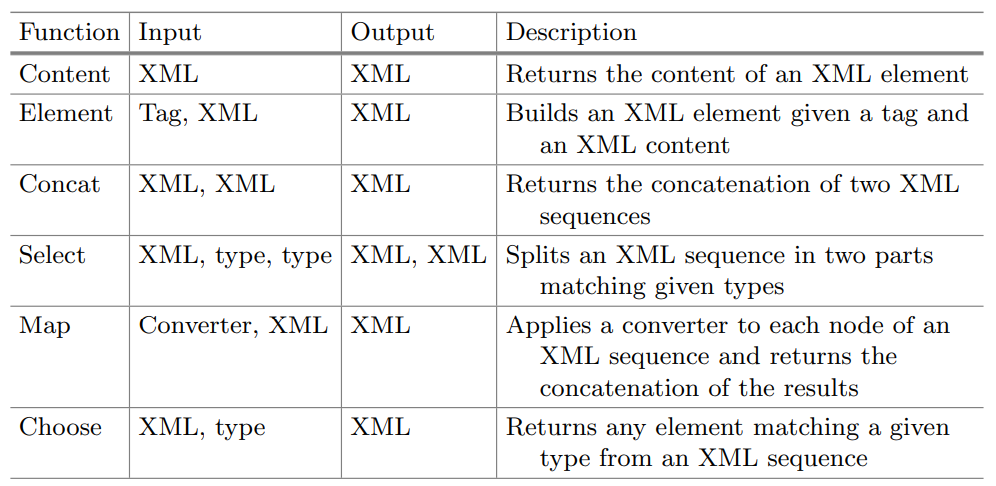 Function Input Output Description
Content XML XML Returns the content of an XML element
Element Tag, XML XML Builds an XML element given a tag and
an XML content
Concat XML, XML XML Returns the concatenation of two XML
sequences
Select XML, type, type XML, XML Splits an XML sequence in two parts
matching given types
Map Converter, XML XML Applies a converter to each node of an
XML sequence and returns the
concatenation of the results
Choose XML, type XML Returns any element matching a given
type from an XML sequence